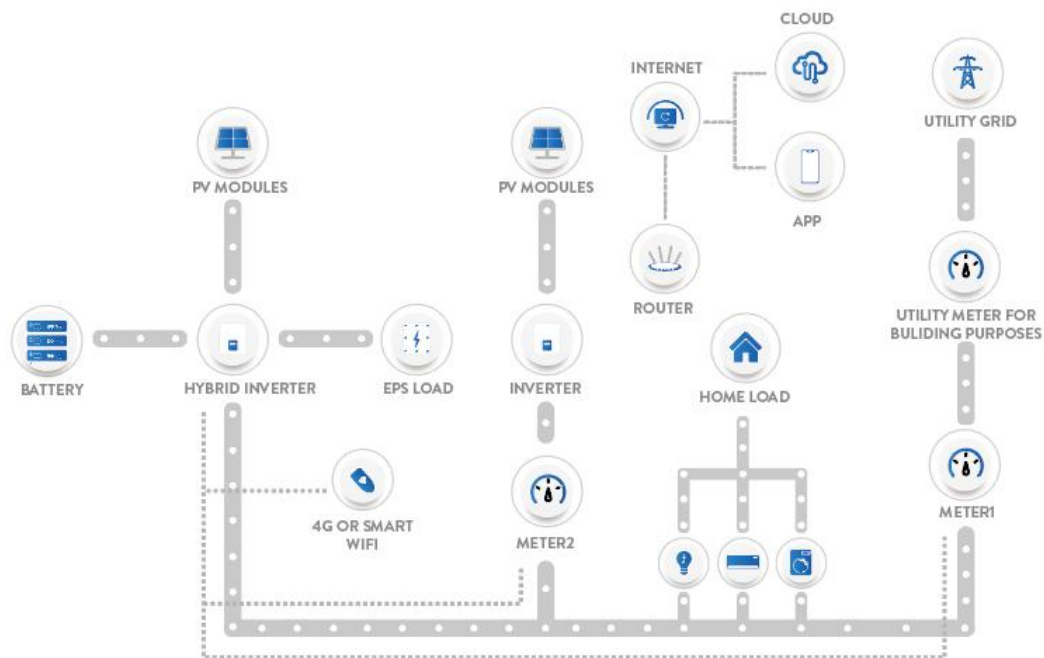 CLOUD
INTERNET
UTILITY GRID
PV MODULES
PV MODULES
APP
ROUTER
UTILITY METER FOR
BULIDING PURPOSES
BATTERY
HYBRID INVERTER
EPS LOAD
INVERTER
HOME LOAD
4G OR SMART
WIFI
METER2
METER1